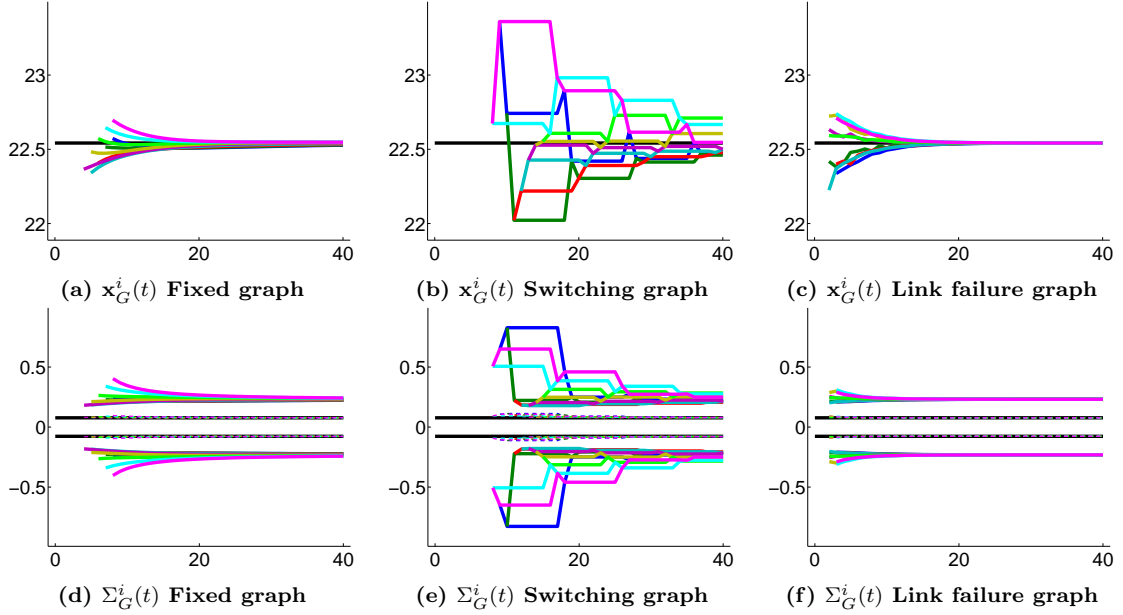 23
22.5
22
0 20 40
(a) x^i_G(t) Fixed graph
23
22.5
22
0 20 40
(b) x^i_G(t) Switching graph
23
22.5
22
0 20 40
(c) x^i_G(t) Link failure graph
0.5
0
−0.5
0 20 40
(d) Σ^i_G(t) Fixed graph
0.5
0
−0.5
0 20 40
(e) Σ^i_G(t) Switching graph
0.5
0
−0.5
0 20 40
(f) Σ^i_G(t) Link failure graph